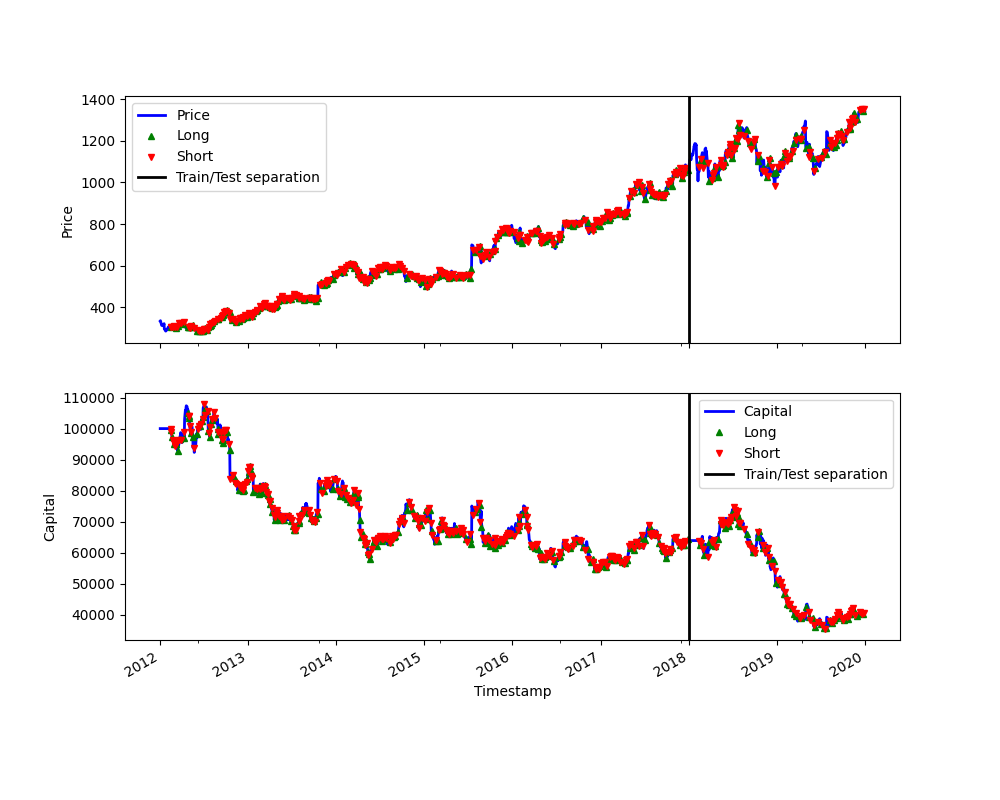 1400
1200
1000
800
600
400
Price
Price
Long
Short
Train/Test separation
110000
100000
90000
80000
70000
60000
50000
40000
Capital
Capital
Long
Short
Train/Test separation
2012
2013
2014
2015
2016
2017
2018
2019
2020
Timestamp